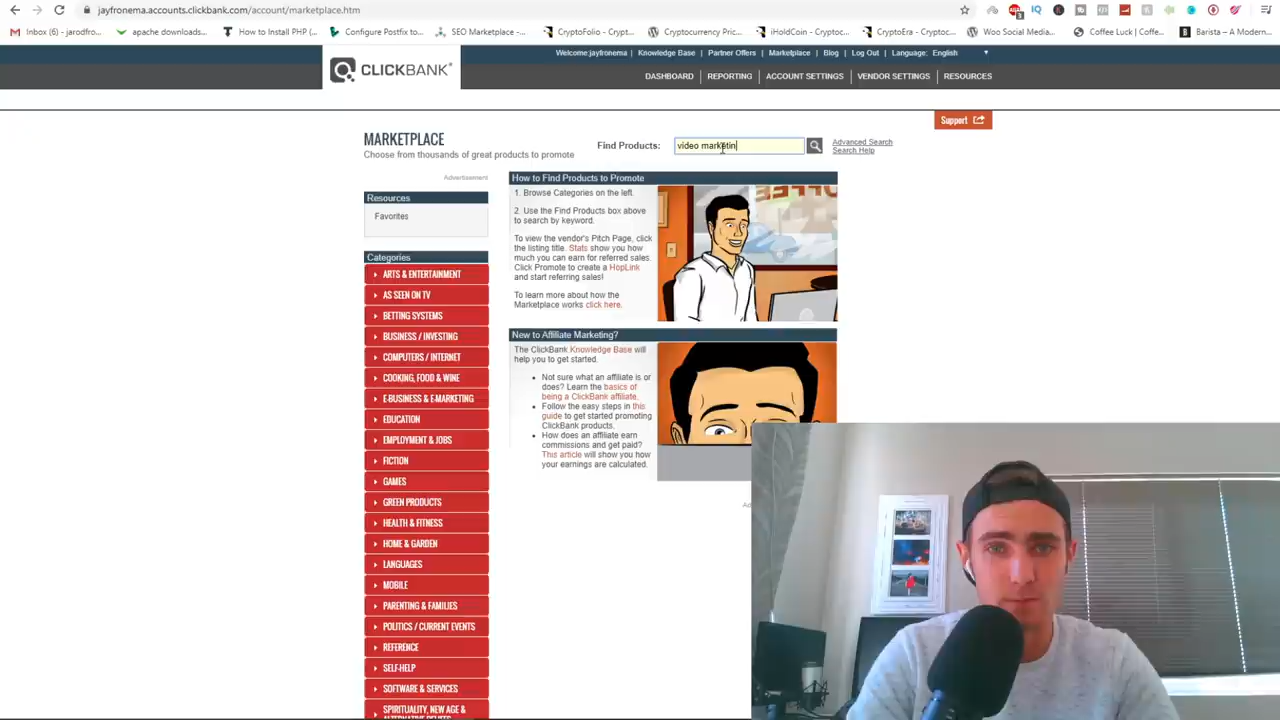 jayfronema.accounts.clickbank.com/account/marketplace.htm
Inbox (6) - jarodfro...
apache downloads...
How to Install PHP (...
Configure Postfix to...
SEO Marketplace -...
CryptoFolio - Crypto...
Cryptocurrency Pric...
iHoldCoin - Cryptoc...
CryptoEra - Cryptoc...
Woo Social Media...
Coffee Luck | Coffe...
Barista – A Modern...
CLICKBANK®
Welcome:jayfronema | Knowledge Base | Partner Offers | Marketplace | Blog | Log Out | Language: English
DASHBOARD | REPORTING | ACCOUNT SETTINGS | VENDOR SETTINGS | RESOURCES
Support
MARKETPLACE
Choose from thousands of great products to promote
Find Products:
video marketin
Advanced Search
Search Help
Advertisement
Resources
Favorites
Categories
ARTS & ENTERTAINMENT
AS SEEN ON TV
BETTING SYSTEMS
BUSINESS / INVESTING
COMPUTERS / INTERNET
COOKING, FOOD & WINE
E-BUSINESS & E-MARKETING
EDUCATION
EMPLOYMENT & JOBS
FICTION
GAMES
GREEN PRODUCTS
HEALTH & FITNESS
HOME & GARDEN
LANGUAGES
MOBILE
PARENTING & FAMILIES
POLITICS / CURRENT EVENTS
REFERENCE
SELF-HELP
SOFTWARE & SERVICES
SPIRITUALITY, NEW AGE &
How to Find Products to Promote
1. Browse Categories on the left.
2. Use the Find Products box above
to search by keyword.
To view the vendor's Pitch Page, click
the listing title. Stats show you how
much you can earn for referred sales.
Click Promote to create a HopLink
and start referring sales!
To learn more about how the
Marketplace works click here.
New to Affiliate Marketing?
The ClickBank Knowledge Base will
help you to get started.
Not sure what an affiliate is or
does? Learn the basics of
being a ClickBank affiliate.
Follow the easy steps in this
guide to get started promoting
ClickBank products.
How does an affiliate earn
commissions and get paid?
This article will show you how
your earnings are calculated.